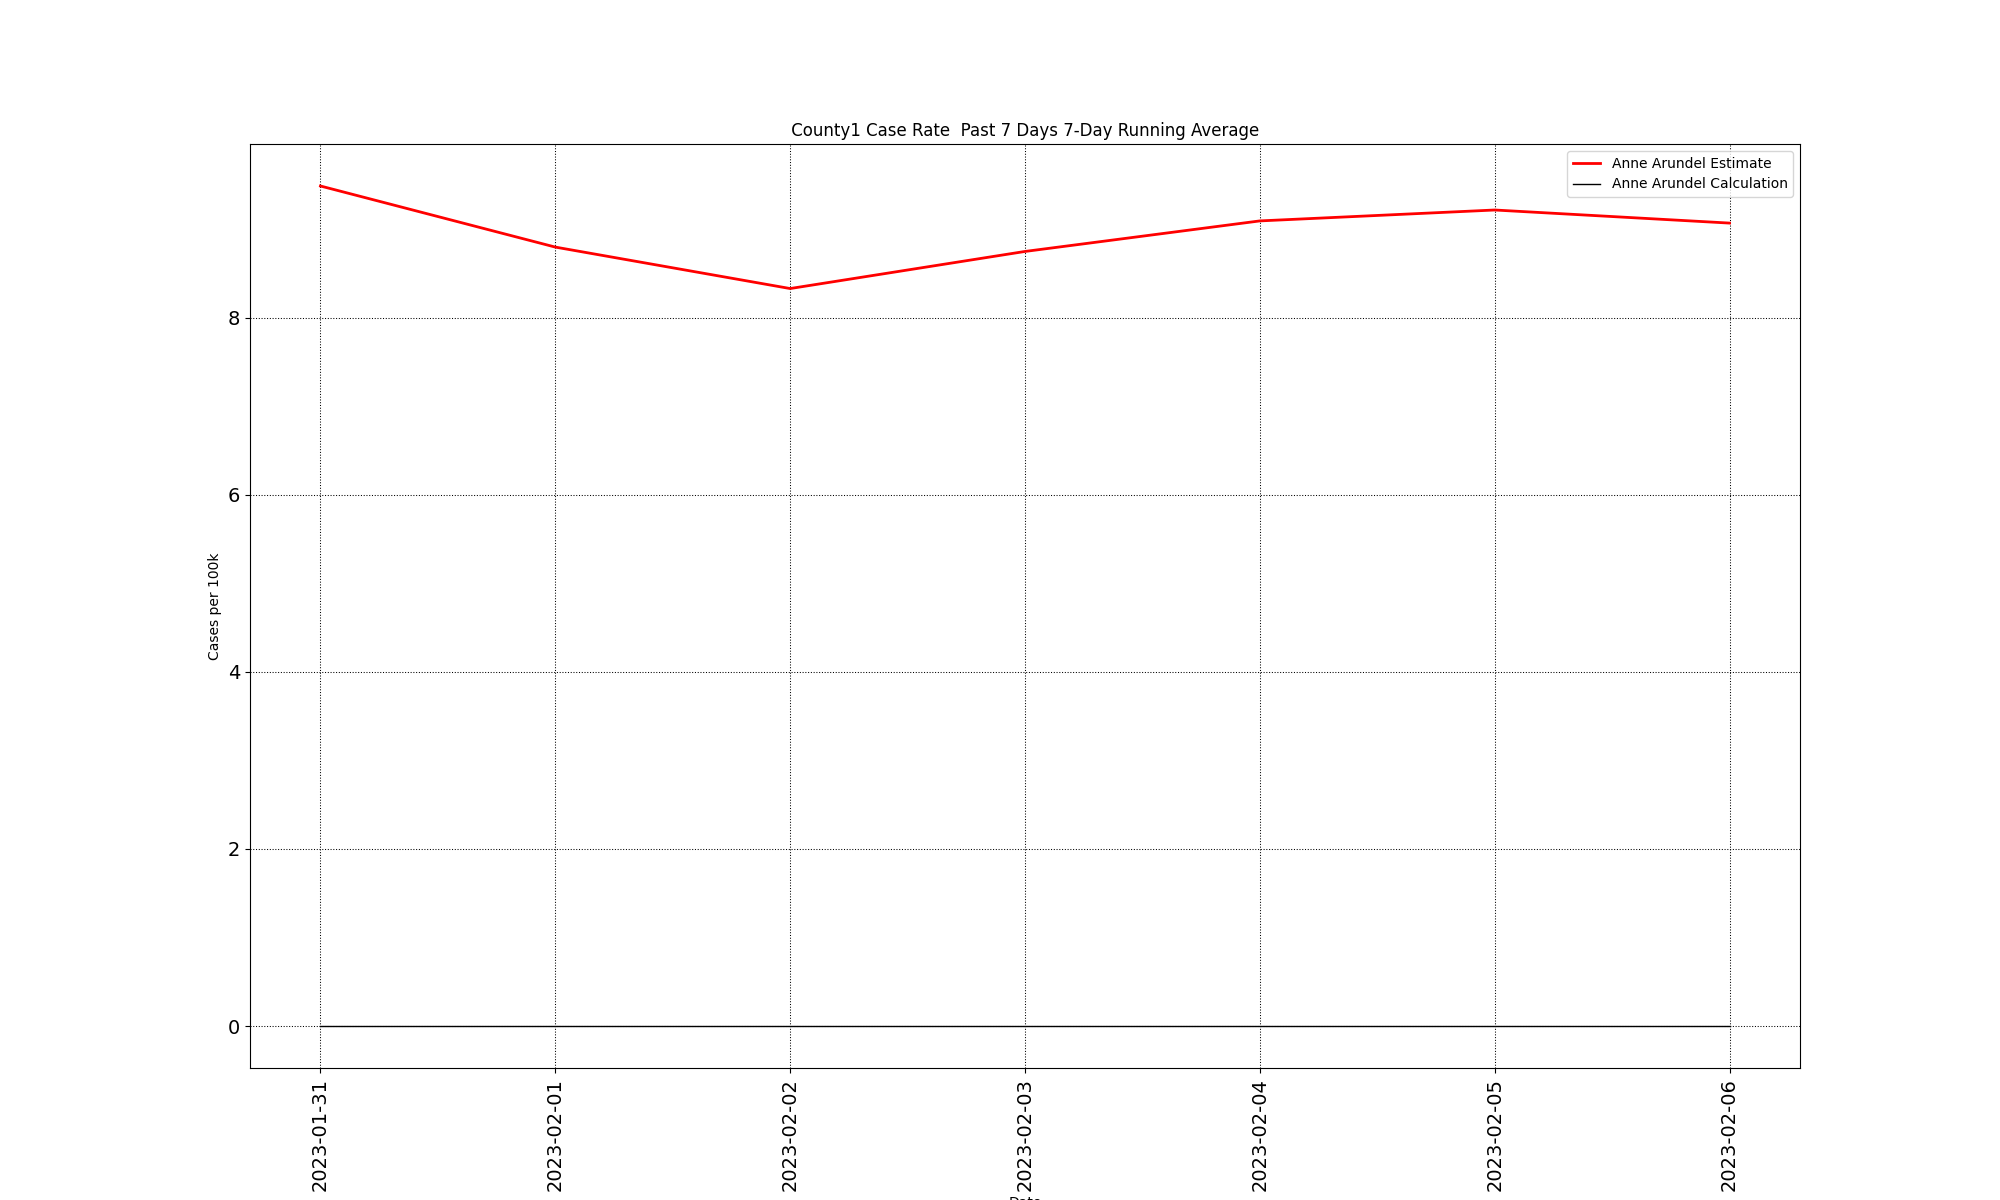 County1 Case Rate  Past 7 Days 7-Day Running Average
Anne Arundel Estimate
Anne Arundel Calculation
Cases per 100k
8
6
4
2
0
2023-01-31
2023-02-01
2023-02-02
2023-02-03
2023-02-04
2023-02-05
2023-02-06
Date